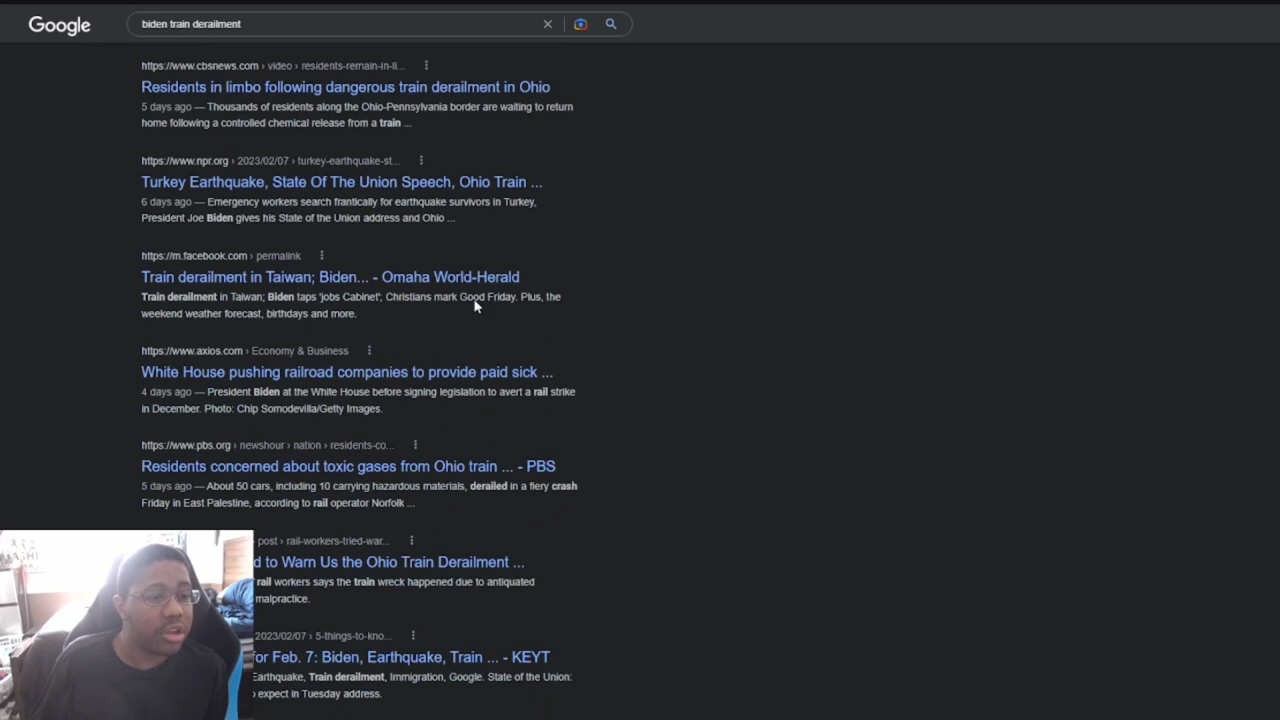 Google
biden train derailment
https://www.cbsnews.com › video › residents-remain-in-li...
Residents in limbo following dangerous train derailment in Ohio
5 days ago — Thousands of residents along the Ohio-Pennsylvania border are waiting to return
home following a controlled chemical release from a train ...
https://www.npr.org › 2023/02/07 › turkey-earthquake-st...
Turkey Earthquake, State Of The Union Speech, Ohio Train ...
6 days ago — Emergency workers search frantically for earthquake survivors in Turkey,
President Joe Biden gives his State of the Union address and Ohio ...
https://m.facebook.com › permalink
Train derailment in Taiwan; Biden... - Omaha World-Herald
Train derailment in Taiwan; Biden taps 'jobs Cabinet'; Christians mark Good Friday. Plus, the
weekend weather forecast, birthdays and more.
https://www.axios.com › Economy & Business
White House pushing railroad companies to provide paid sick ...
4 days ago — President Biden at the White House before signing legislation to avert a rail strike
in December. Photo: Chip Somodevilla/Getty Images.
https://www.pbs.org › newshour › nation › residents-co...
Residents concerned about toxic gases from Ohio train ... - PBS
5 days ago — About 50 cars, including 10 carrying hazardous materials, derailed in a fiery crash
Friday in East Palestine, according to rail operator Norfolk ...
post › rail-workers-tried-war...
d to Warn Us the Ohio Train Derailment ...
rail workers says the train wreck happened due to antiquated
malpractice.
2023/02/07 › 5-things-to-kno...
for Feb. 7: Biden, Earthquake, Train ... - KEYT
Earthquake, Train derailment, Immigration, Google. State of the Union:
expect in Tuesday address.